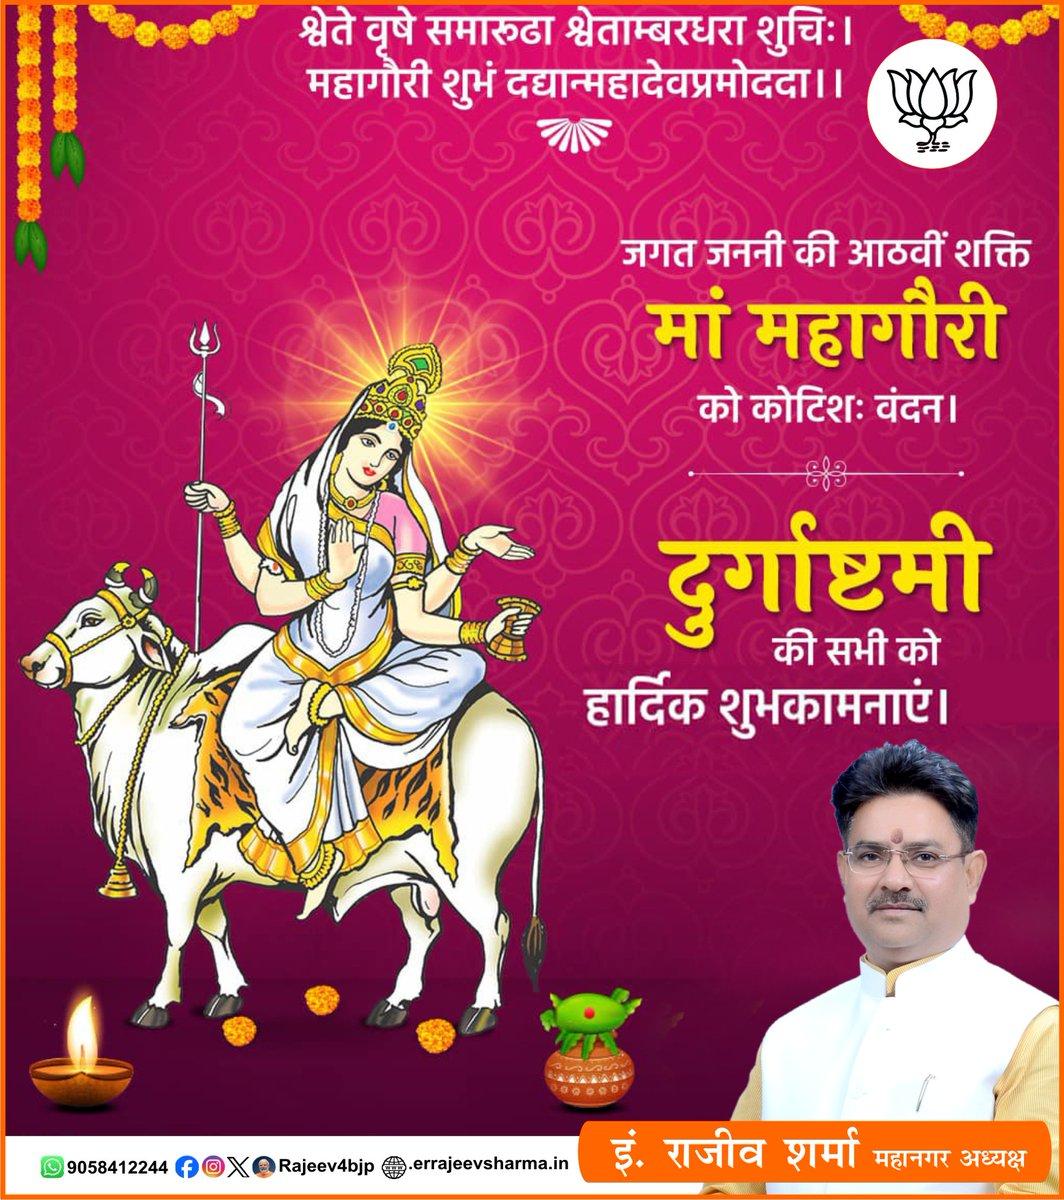 श्वेते वृषे समारुढा श्वेताम्बरधरा शुचिः।
महागौरी शुभं दद्यान्महादेवप्रमोददा।।
जगत जननी की आठवीं शक्ति
मां महागौरी
को कोटिशः वंदन।
दुर्गाष्टमी
की सभी को
हार्दिक शुभकामनाएं।
इं. राजीव शर्मा महानगर अध्यक्ष
9058412244 Rajeev4bjp .errajeevsharma.in